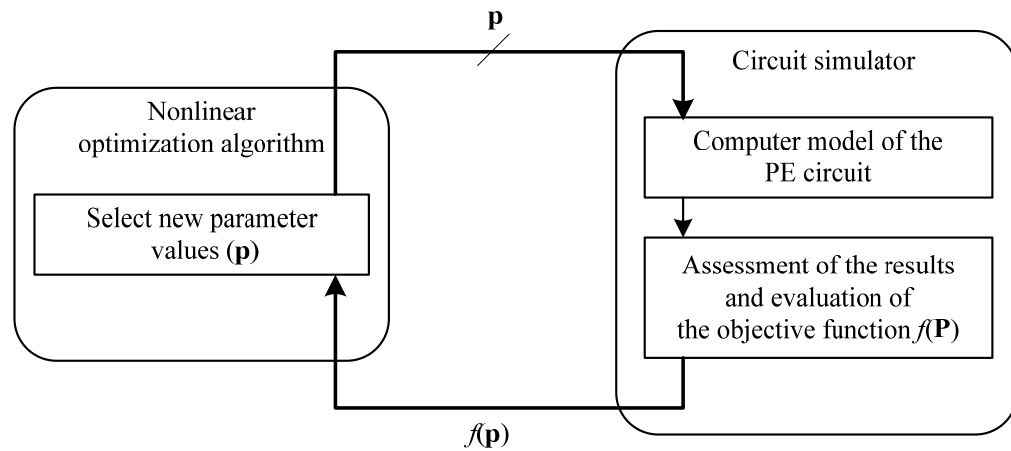 p
Nonlinear
optimization algorithm
Select new parameter
values (p)
Circuit simulator
Computer model of the
PE circuit
Assessment of the results
and evaluation of
the objective function f(P)
f(p)